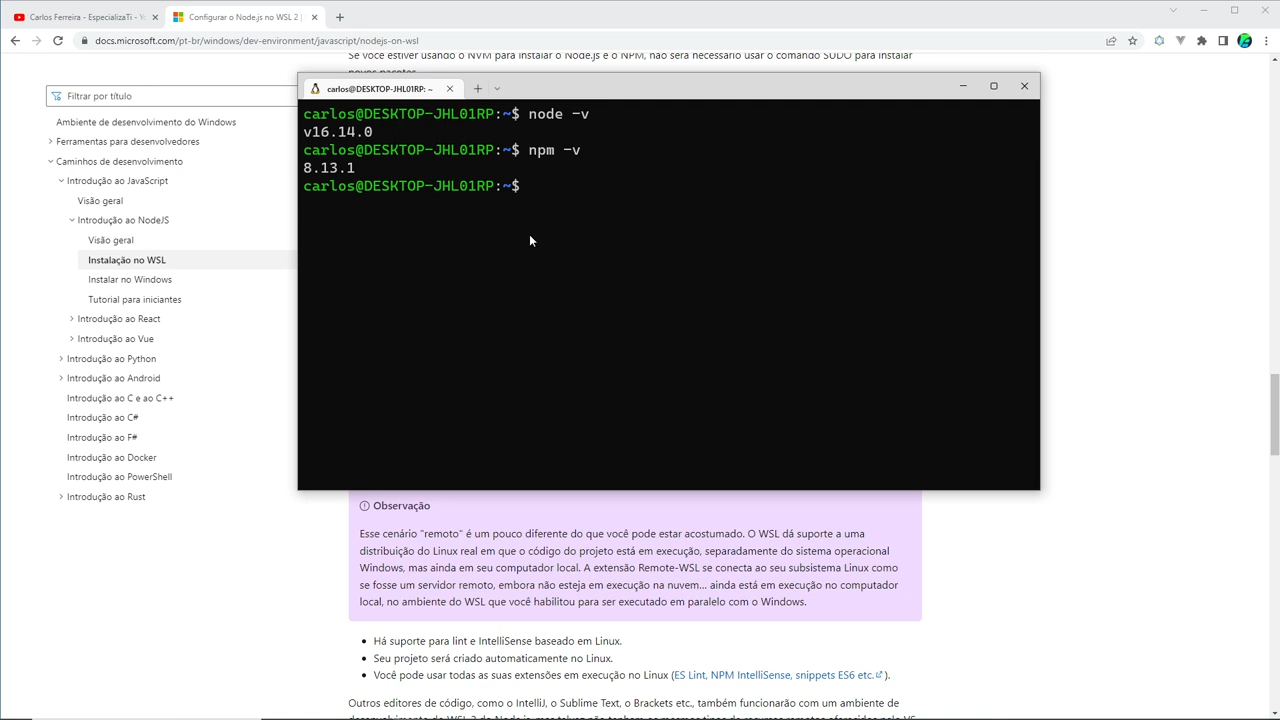 Carlos Ferreira - EspecializaTi - Y
Configurar o Node.js no WSL 2 |
docs.microsoft.com/pt-br/windows/dev-environment/javascript/nodejs-on-wsl
Se você estiver usando o NVM para instalar o Node.js e o NPM, não será necessário usar o comando SUDO para instalar
novos pacotes.
Filtrar por título
Ambiente de desenvolvimento do Windows
Ferramentas para desenvolvedores
Caminhos de desenvolvimento
Introdução ao JavaScript
Visão geral
Introdução ao NodeJS
Visão geral
Instalação no WSL
Instalar no Windows
Tutorial para iniciantes
Introdução ao React
Introdução ao Vue
Introdução ao Python
Introdução ao Android
Introdução ao C e ao C++
Introdução ao C#
Introdução ao F#
Introdução ao Docker
Introdução ao PowerShell
Introdução ao Rust
carlos@DESKTOP-JHL01RP: ~
carlos@DESKTOP-JHL01RP:~$ node -v
v16.14.0
carlos@DESKTOP-JHL01RP:~$ npm -v
8.13.1
carlos@DESKTOP-JHL01RP:~$
Observação
Esse cenário "remoto" é um pouco diferente do que você pode estar acostumado. O WSL dá suporte a uma
distribuição do Linux real em que o código do projeto está em execução, separadamente do sistema operacional
Windows, mas ainda em seu computador local. A extensão Remote-WSL se conecta ao seu subsistema Linux como
se fosse um servidor remoto, embora não esteja em execução na nuvem... ainda está em execução no computador
local, no ambiente do WSL que você habilitou para ser executado em paralelo com o Windows.
Há suporte para lint e IntelliSense baseado em Linux.
Seu projeto será criado automaticamente no Linux.
Você pode usar todas as suas extensões em execução no Linux (ES Lint, NPM IntelliSense, snippets ES6 etc. ).
Outros editores de código, como o IntelliJ, o Sublime Text, o Brackets etc., também funcionarão com um ambiente de